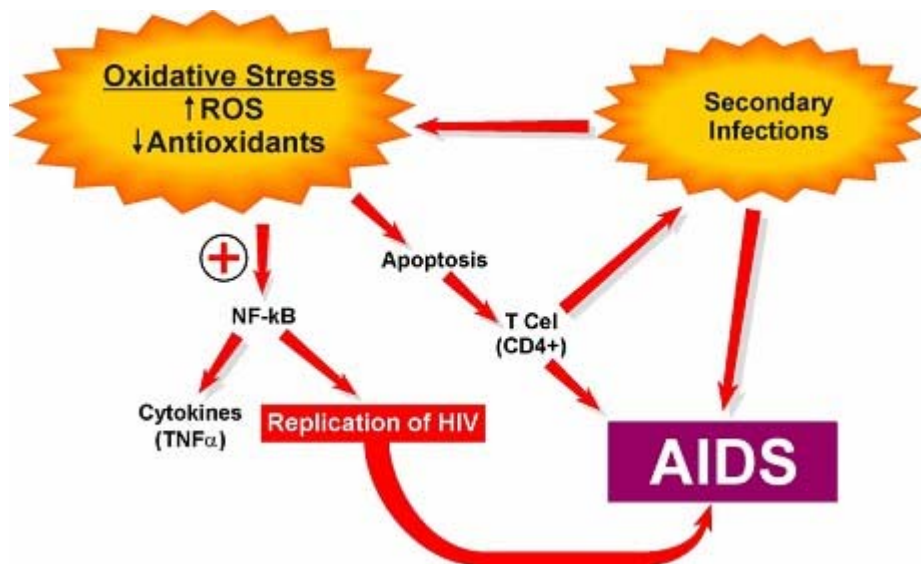 Oxidative Stress
↑ROS
↓Antioxidants
Secondary
Infections
+
Apoptosis
NF-kB
T Cel
(CD4+)
Cytokines
(TNFα)
Replication of HIV
AIDS